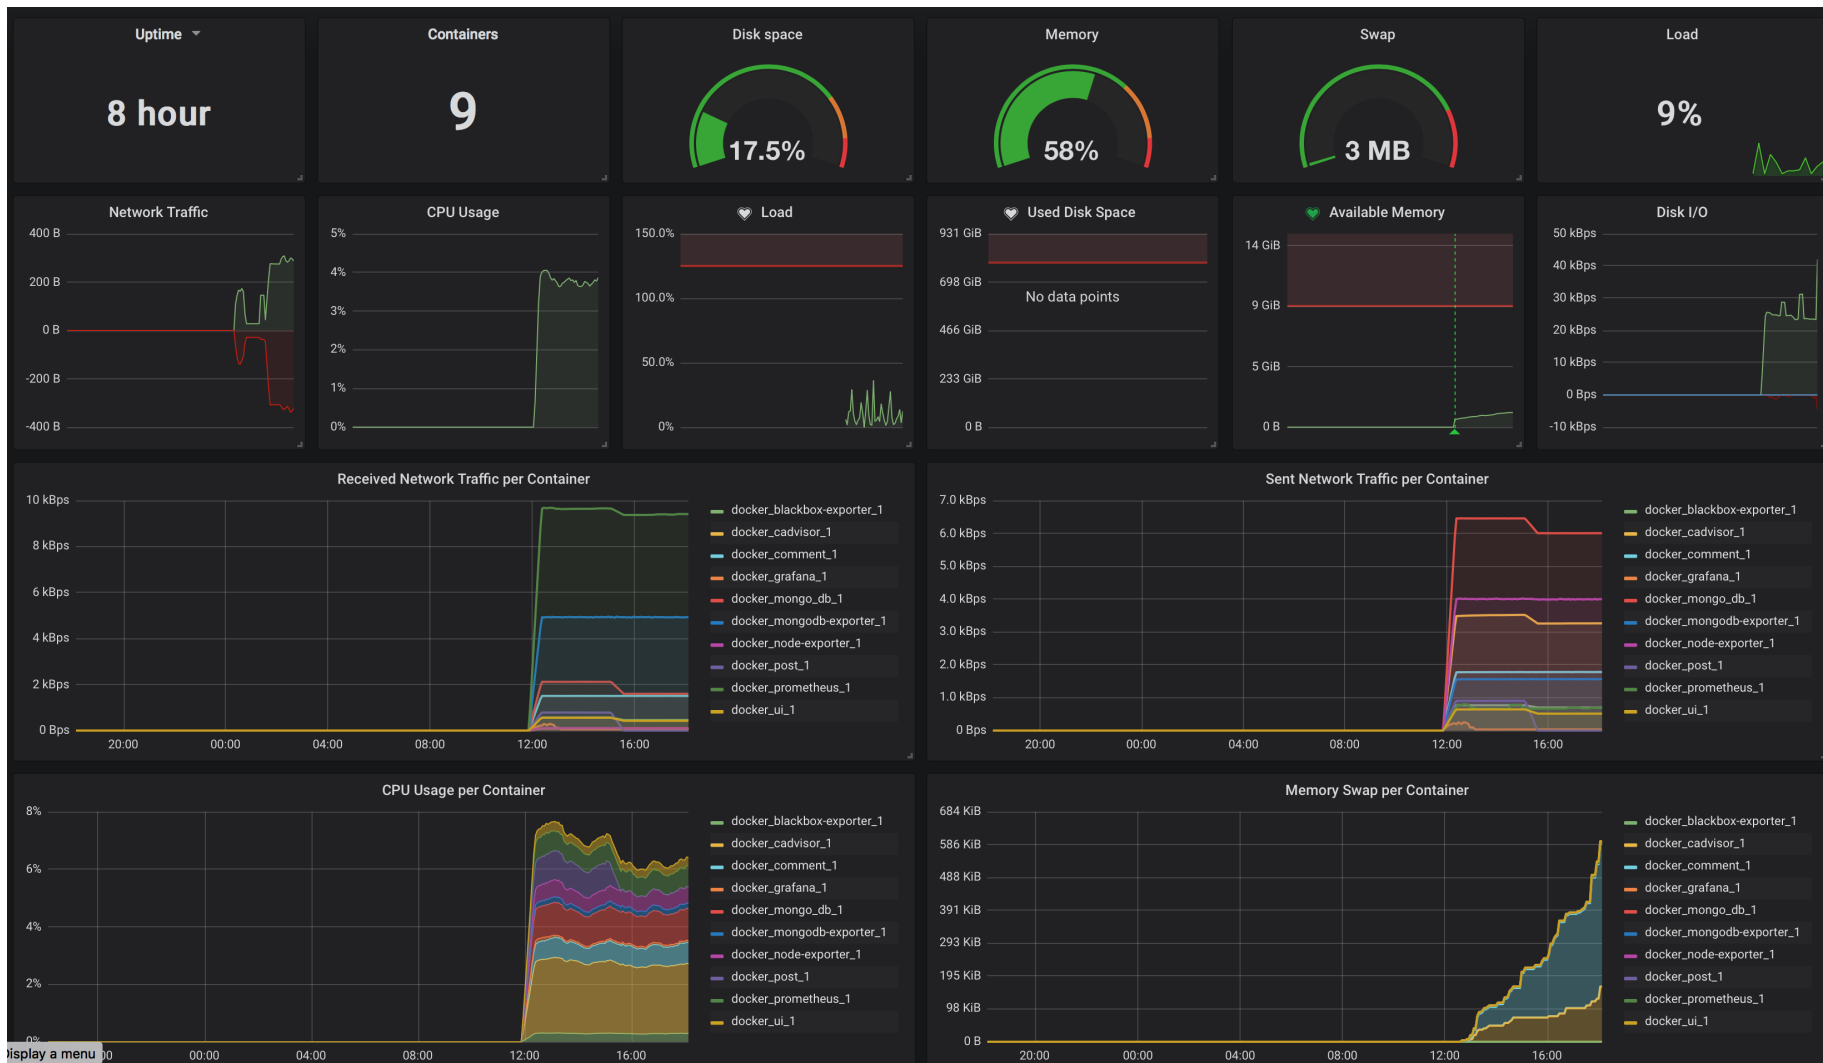 Uptime
8 hour
Containers
9
Disk space
17.5%
Memory
58%
Swap
3 MB
Load
9%
Network Traffic
400 B
200 B
0 B
-200 B
-400 B
CPU Usage
5%
4%
3%
2%
1%
0%
Load
150.0%
100.0%
50.0%
0%
Used Disk Space
931 GiB
698 GiB
No data points
466 GiB
233 GiB
0 B
Available Memory
14 GiB
9 GiB
5 GiB
0 B
Disk I/O
50 kBps
40 kBps
30 kBps
20 kBps
10 kBps
0 Bps
-10 kBps
Received Network Traffic per Container
10 kBps
8 kBps
6 kBps
4 kBps
2 kBps
0 Bps
20:00 00:00 04:00 08:00 12:00 16:00
docker_blackbox-exporter_1
docker_cadvisor_1
docker_comment_1
docker_grafana_1
docker_mongo_db_1
docker_mongodb-exporter_1
docker_node-exporter_1
docker_post_1
docker_prometheus_1
docker_ui_1
Sent Network Traffic per Container
7.0 kBps
6.0 kBps
5.0 kBps
4.0 kBps
3.0 kBps
2.0 kBps
1.0 kBps
0 Bps
20:00 00:00 04:00 08:00 12:00 16:00
docker_blackbox-exporter_1
docker_cadvisor_1
docker_comment_1
docker_grafana_1
docker_mongo_db_1
docker_mongodb-exporter_1
docker_node-exporter_1
docker_post_1
docker_prometheus_1
docker_ui_1
CPU Usage per Container
8%
6%
4%
2%
0%
00:00 04:00 08:00 12:00 16:00
docker_blackbox-exporter_1
docker_cadvisor_1
docker_comment_1
docker_grafana_1
docker_mongo_db_1
docker_mongodb-exporter_1
docker_node-exporter_1
docker_post_1
docker_prometheus_1
docker_ui_1
Display a menu
Memory Swap per Container
684 KiB
586 KiB
488 KiB
391 KiB
293 KiB
195 KiB
98 KiB
0 B
20:00 00:00 04:00 08:00 12:00 16:00
docker_blackbox-exporter_1
docker_cadvisor_1
docker_comment_1
docker_grafana_1
docker_mongo_db_1
docker_mongodb-exporter_1
docker_node-exporter_1
docker_post_1
docker_prometheus_1
docker_ui_1